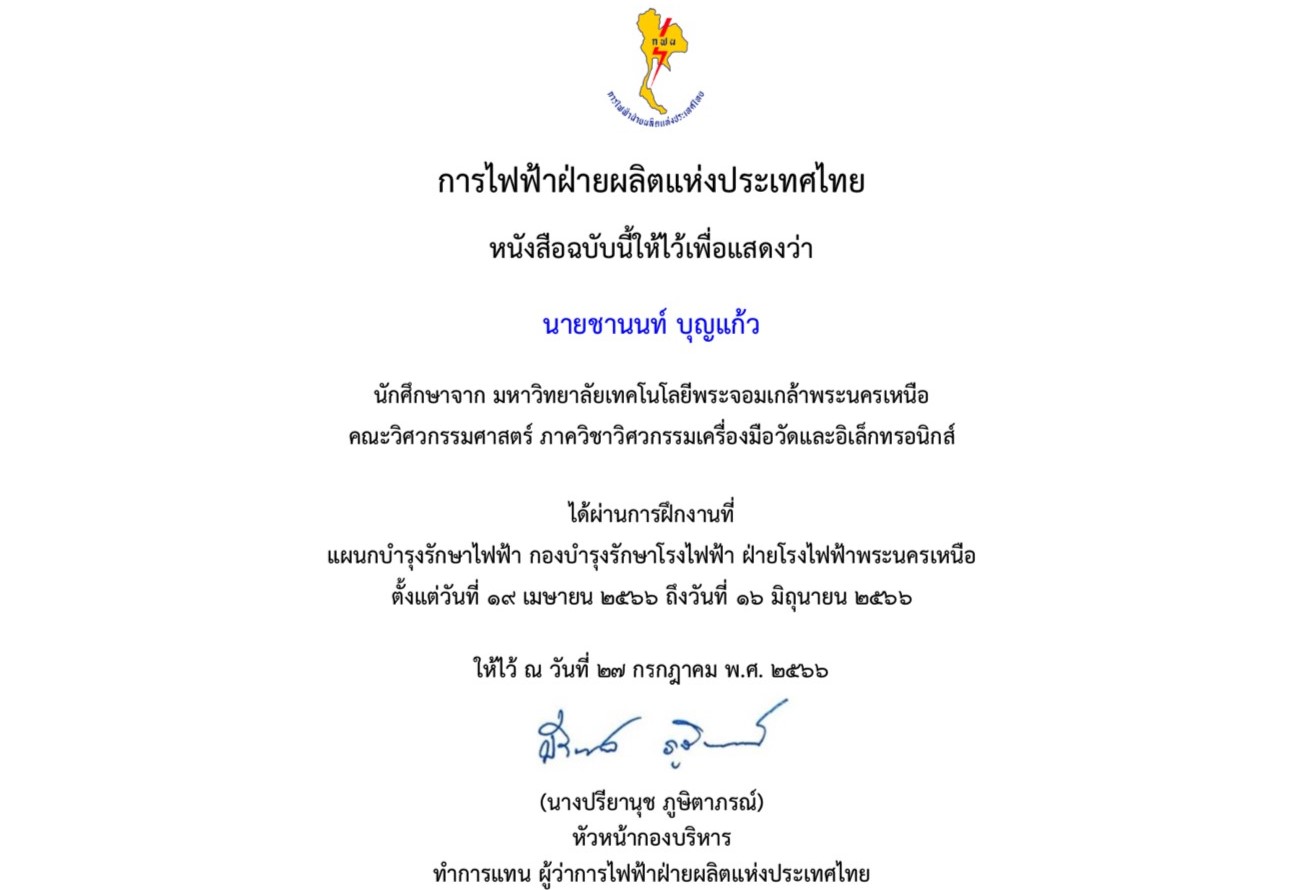 กฟผ
การไฟฟ้าฝ่ายผลิตแห่งประเทศไทย
การไฟฟ้าฝ่ายผลิตแห่งประเทศไทย
หนังสือฉบับนี้ให้ไว้เพื่อแสดงว่า
นายชานนท์ บุญแก้ว
นักศึกษาจาก มหาวิทยาลัยเทคโนโลยีพระจอมเกล้าพระนครเหนือ
คณะวิศวกรรมศาสตร์ ภาควิชาวิศวกรรมเครื่องมือวัดและอิเล็กทรอนิกส์
ได้ผ่านการฝึกงานที่
แผนกบำรุงรักษาไฟฟ้า กองบำรุงรักษาโรงไฟฟ้า ฝ่ายโรงไฟฟ้าพระนครเหนือ
ตั้งแต่วันที่ ๑๙ เมษายน ๒๕๖๖ ถึงวันที่ ๑๖ มิถุนายน ๒๕๖๖
ให้ไว้ ณ วันที่ ๒๗ กรกฎาคม พ.ศ. ๒๕๖๖
(นางปรียานุช ภูษิตาภรณ์)
หัวหน้ากองบริหาร
ทำการแทน ผู้ว่าการไฟฟ้าฝ่ายผลิตแห่งประเทศไทย